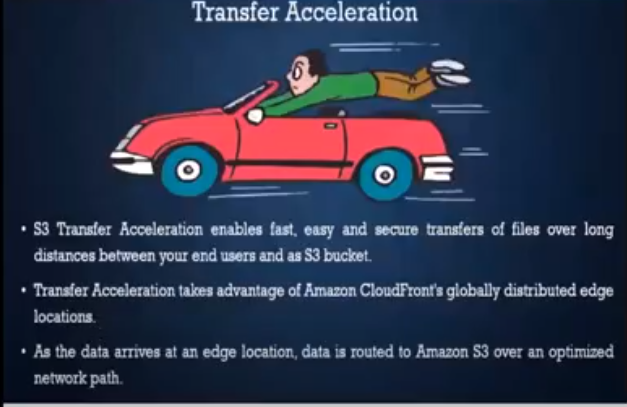 Transfer Acceleration
• S3 Transfer Acceleration enables fast, easy and secure transfers of files over long
distances between your end users and as S3 bucket.
• Transfer Acceleration takes advantage of Amazon CloudFront's globally distributed edge
locations.
• As the data arrives at an edge location, data is routed to Amazon S3 over an optimized
network path.